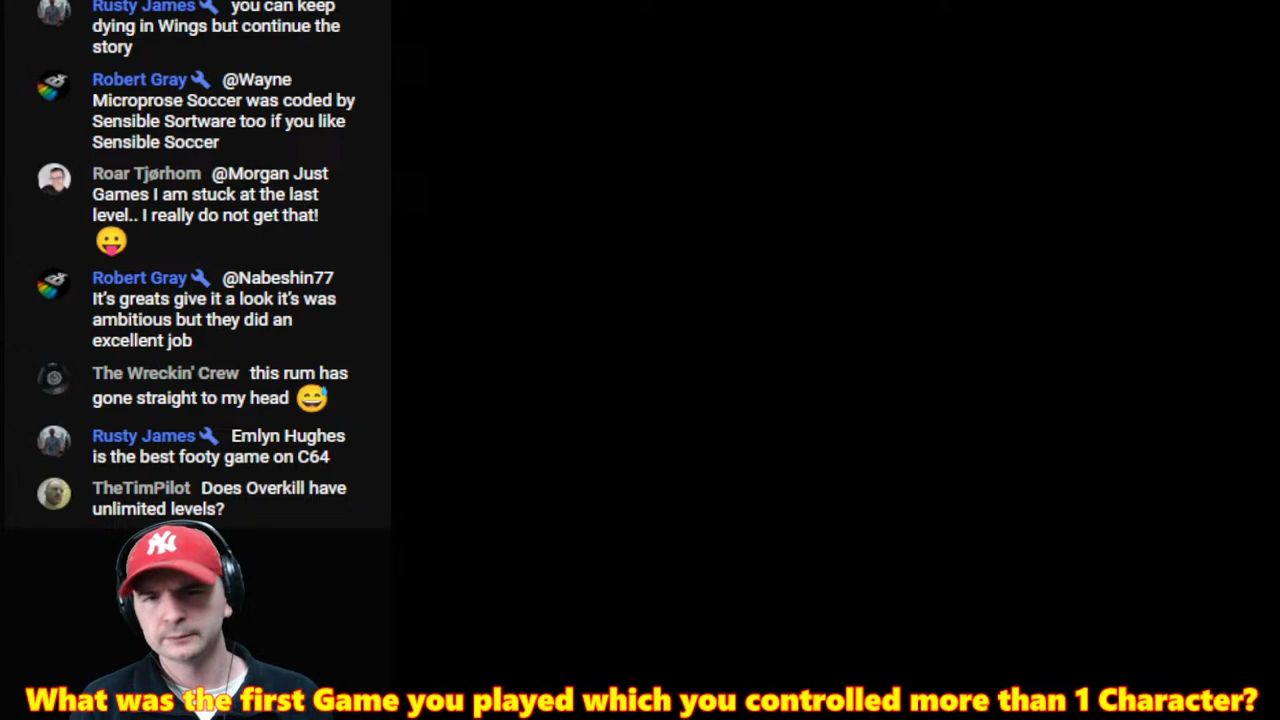 Rusty James you can keep
dying in Wings but continue the
story
Robert Gray @Wayne
Microprose Soccer was coded by
Sensible Sortware too if you like
Sensible Soccer
Roar Tjørhom @Morgan Just
Games I am stuck at the last
level.. I really do not get that!
Robert Gray @Nabeshin77
It's greats give it a look it's was
ambitious but they did an
excellent job
The Wreckin' Crew this rum has
gone straight to my head
Rusty James Emlyn Hughes
is the best footy game on C64
TheTimPilot Does Overkill have
unlimited levels?
NY
What was the first Game you played which you controlled more than 1 Character?